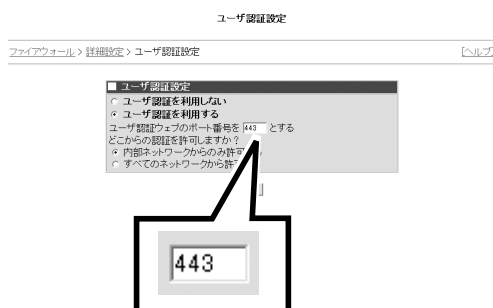 ユーザ認証設定
ファイアウォール > 詳細設定 > ユーザ認証設定
[ヘルプ]
■ ユーザ認証設定
ユーザ認証を利用しない
ユーザ認証を利用する
ユーザ認証ウェブのポート番号を 443 とする
どこからの認証を許可しますか?
内部ネットワークからのみ許可
すべてのネットワークから許
443